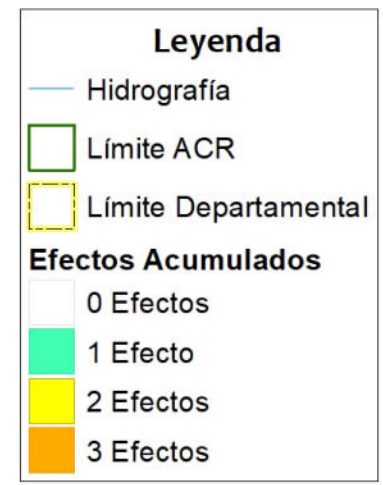 Leyenda
Hidrografía
Límite ACR
Límite Departamental
Efectos Acumulados
0 Efectos
1 Efecto
2 Efectos
3 Efectos